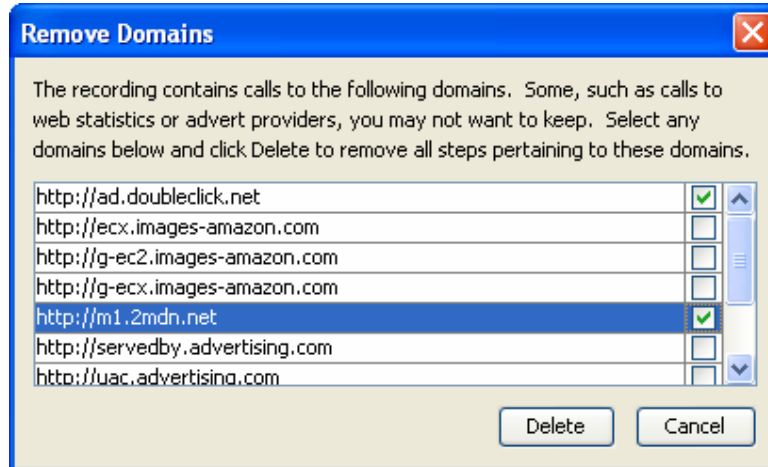 Remove Domains
The recording contains calls to the following domains.  Some, such as calls to
web statistics or advert providers, you may not want to keep.  Select any
domains below and click Delete to remove all steps pertaining to these domains.
http://ad.doubleclick.net
http://ecx.images-amazon.com
http://g-ec2.images-amazon.com
http://g-ecx.images-amazon.com
http://m1.2mdn.net
http://servedby.advertising.com
http://uac.advertising.com
Delete Cancel